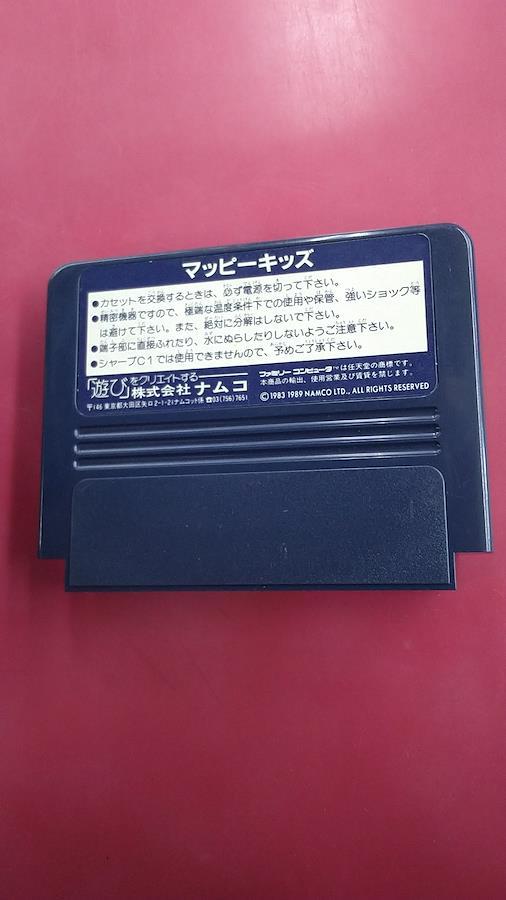 マッピーキッズ
●カセットを交換するときは、必ず電源を切って下さい。
●精密機器ですので、極端な温度条件下での使用や保管、強いショック等
は避けて下さい。また、絶対に分解はしないで下さい。
●端子部に直接ふれたり、水にぬらしたりしないようご注意下さい。
●シャープC1では使用できませんので、予めご了承下さい。
「遊び」をクリエイトする
株式会社ナムコ
〒146 東京都大田区矢口2-1-21ナムコット係 ☎03(756)7651
ファミリーコンピュータ™は任天堂の商標です。
本商品の輸出、使用営業及び賃貸を禁じます。
©1983 1989 NAMCO LTD., ALL RIGHTS RESERVED